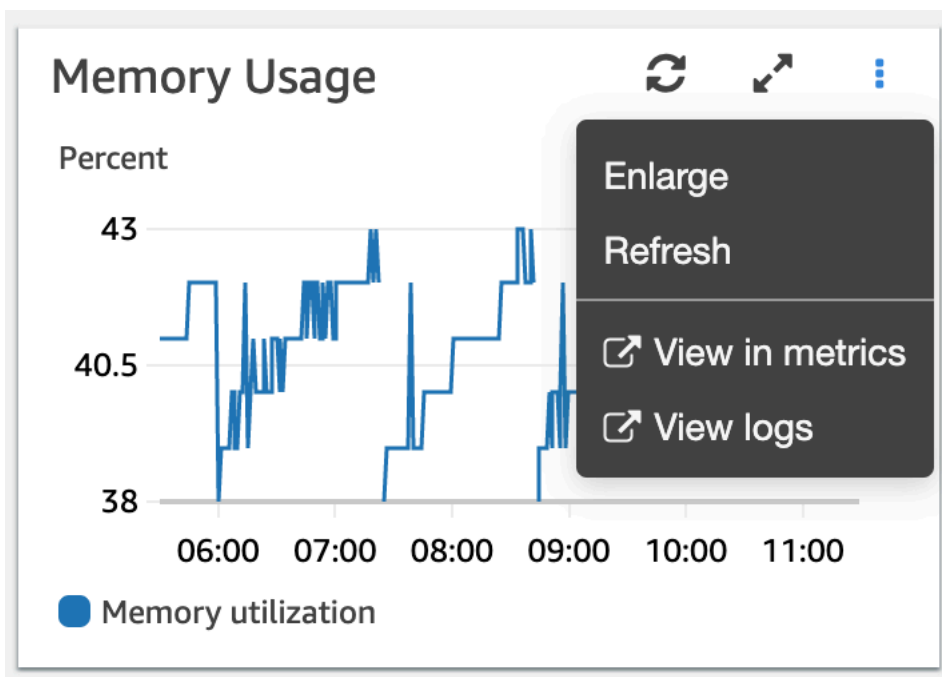 Memory Usage
Percent
Enlarge
Refresh
View in metrics
View logs
43
40.5
38
06:00 07:00 08:00 09:00 10:00 11:00
Memory utilization